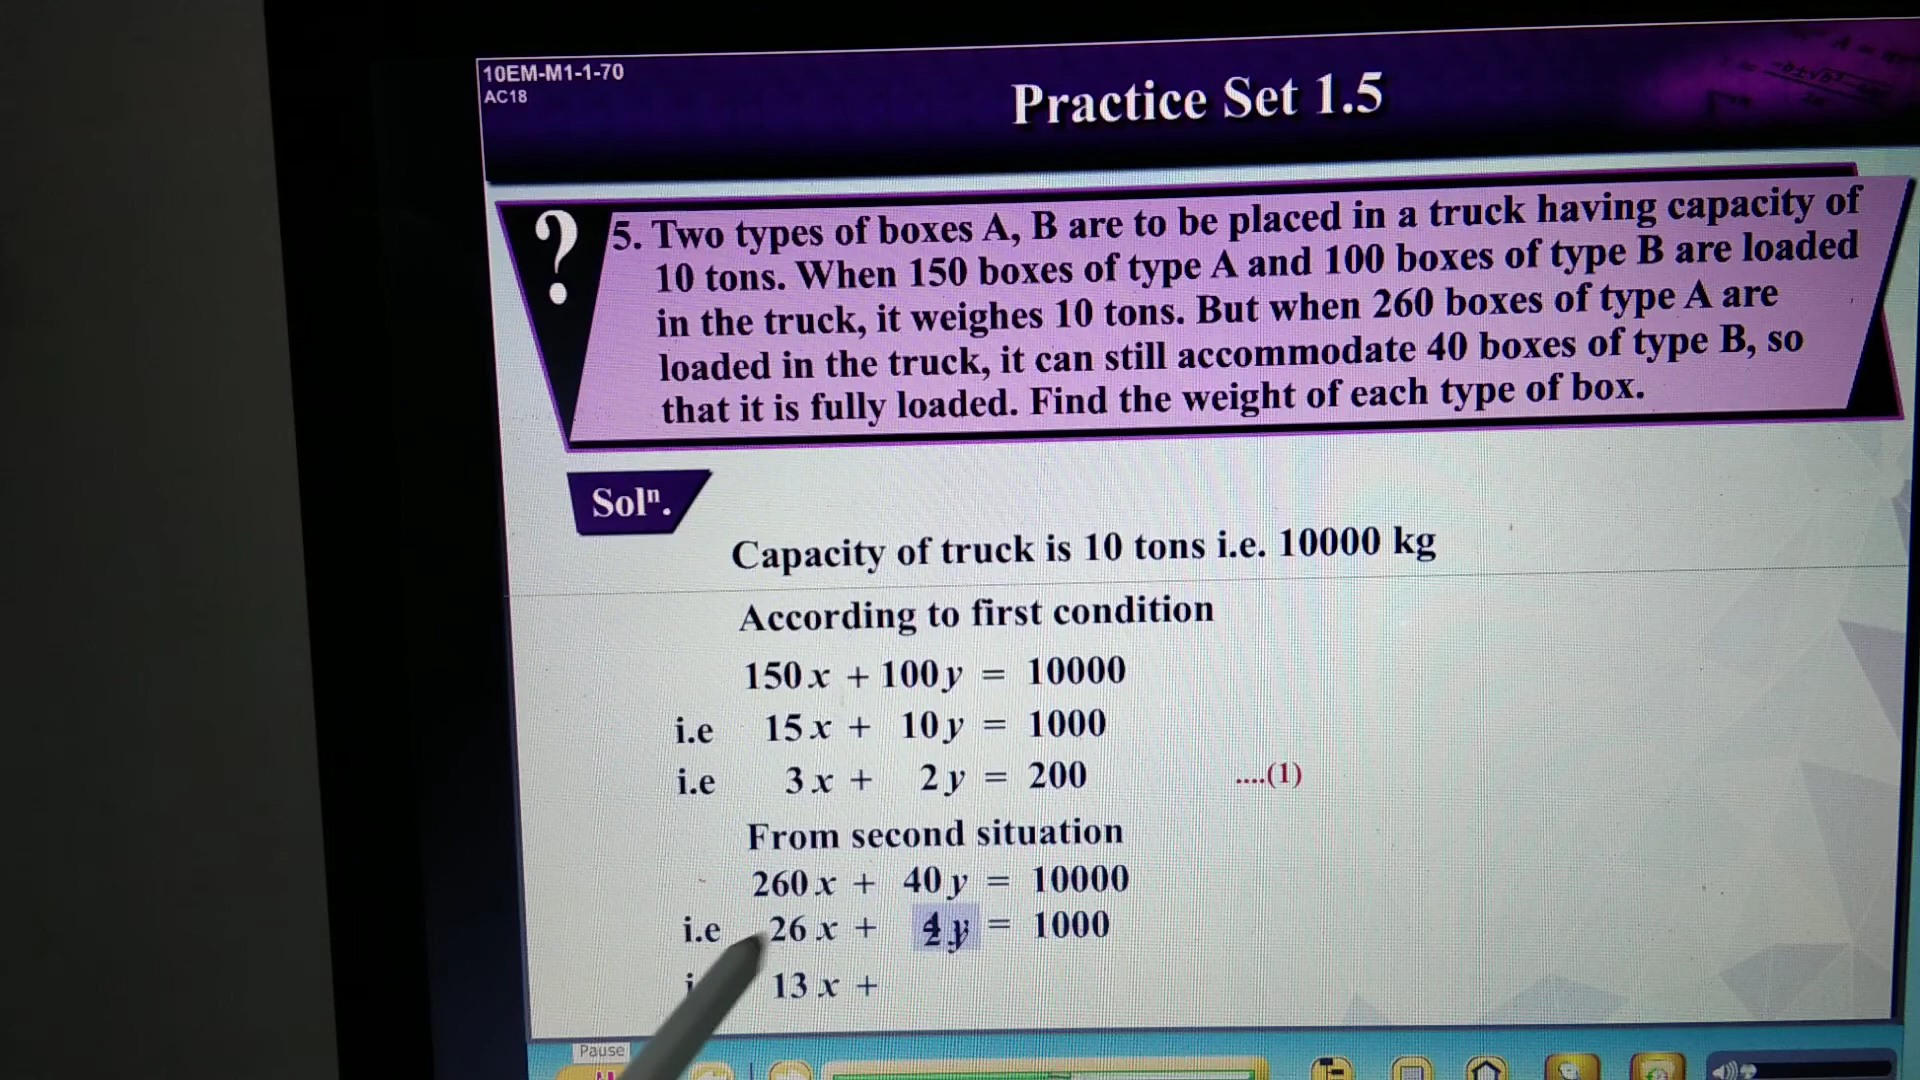 10EM-M1-1-70
AC18
Practice Set 1.5
?
5. Two types of boxes A, B are to be placed in a truck having capacity of
10 tons. When 150 boxes of type A and 100 boxes of type B are loaded
in the truck, it weighes 10 tons. But when 260 boxes of type A are
loaded in the truck, it can still accommodate 40 boxes of type B, so
that it is fully loaded. Find the weight of each type of box.
Solⁿ.
Capacity of truck is 10 tons i.e. 10000 kg
According to first condition
150x + 100y = 10000
i.e 15x + 10y = 1000
i.e 3x + 2y = 200 ....(1)
From second situation
260x + 40y = 10000
i.e 26x + y = 1000
13x +
Pause